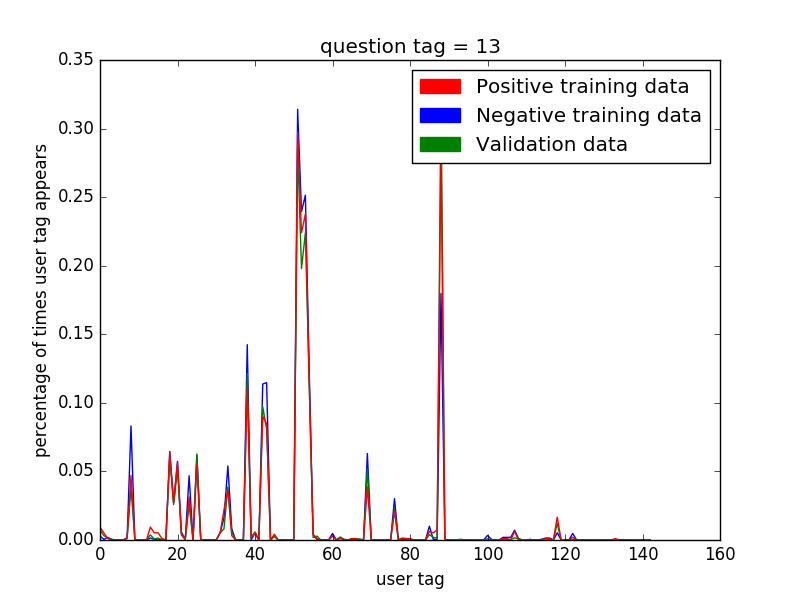 question tag = 13
0.35
0.30
0.25
0.20
0.15
0.10
0.05
0.00
percentage of times user tag appears
Positive training data
Negative training data
Validation data
0 20 40 60 80 100 120 140 160
user tag